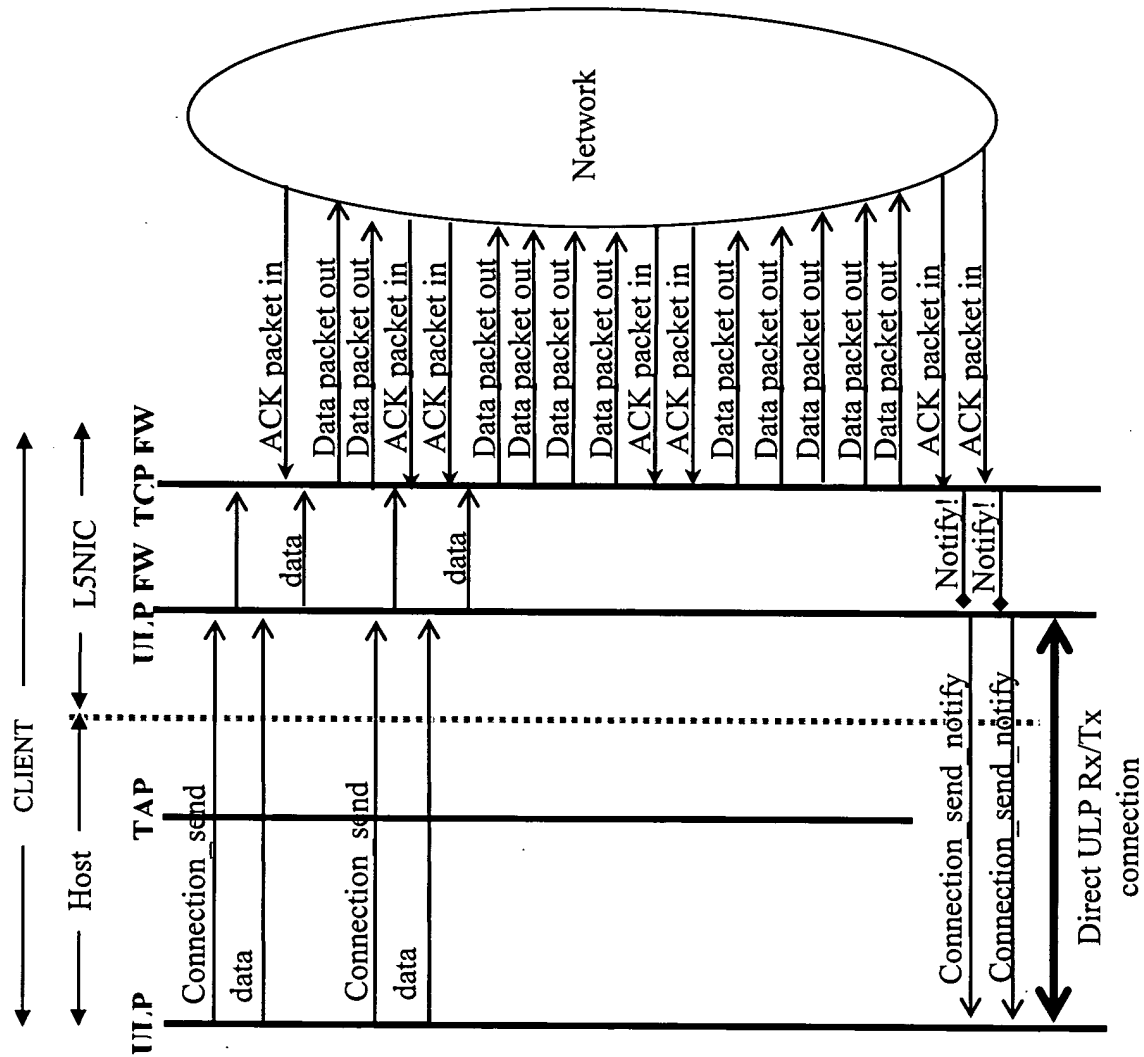 CLIENT
Host
L5NIC
ULP
TAP
ULP FW
TCP FW
Connection_send
data
Connection_send
data
data
data
ACK packet in
Data packet out
Data packet out
ACK packet in
ACK packet in
Data packet out
Data packet out
Data packet out
Data packet out
ACK packet in
ACK packet in
Data packet out
Data packet out
Data packet out
Data packet out
Data packet out
ACK packet in
ACK packet in
Network
Notify!
Notify!
Connection_send_notify
Connection_send_notify
Direct ULP Rx/Tx
connection